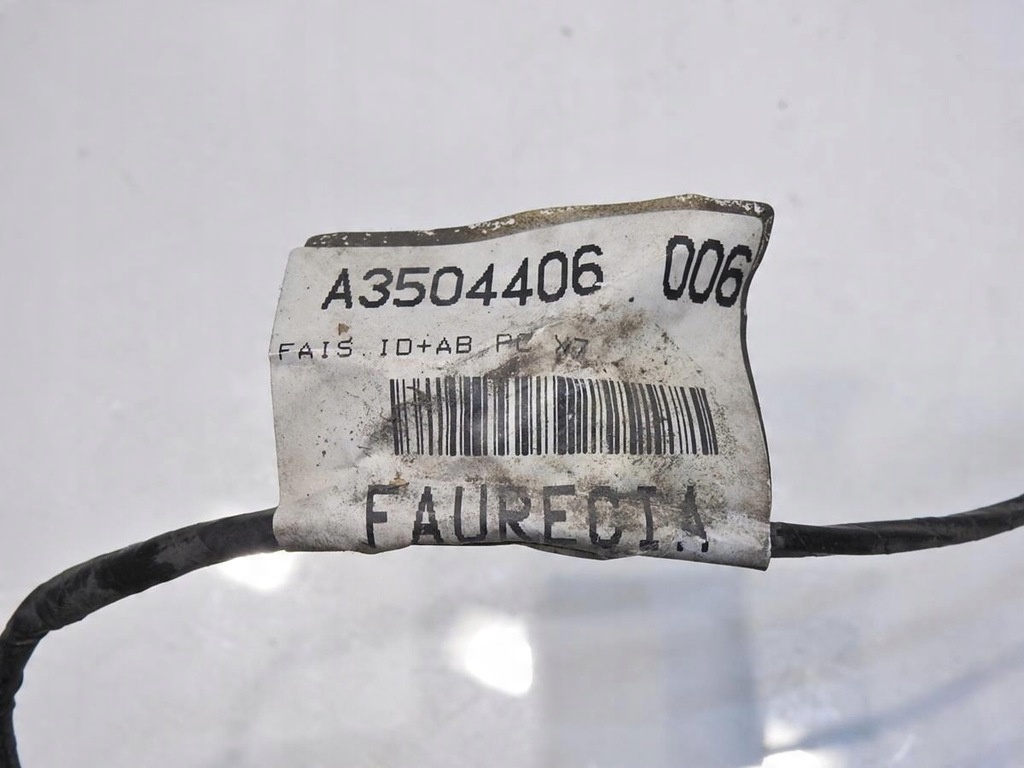 A3504406 006
FAIS ID+AB PC X7
FAURECIA